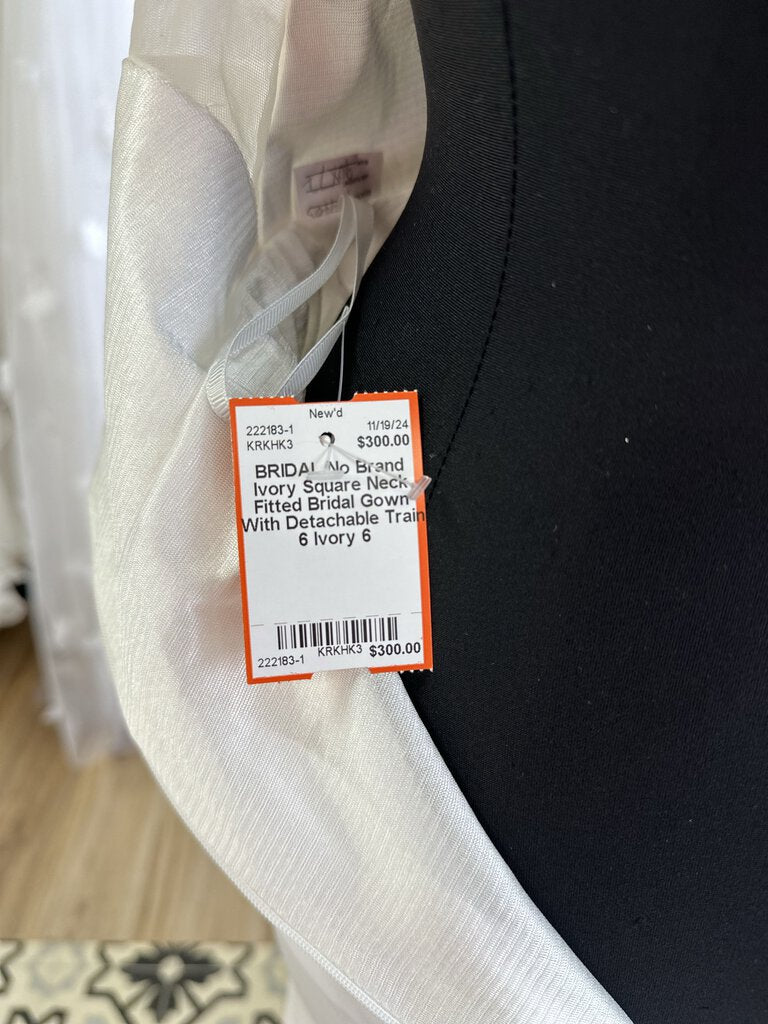 New'd
222183-1 11/19/24
KRKHK3 $300.00
BRIDAL No Brand
Ivory Square Neck
Fitted Bridal Gown
With Detachable Train
6 Ivory 6
222183-1 KRKHK3 $300.00